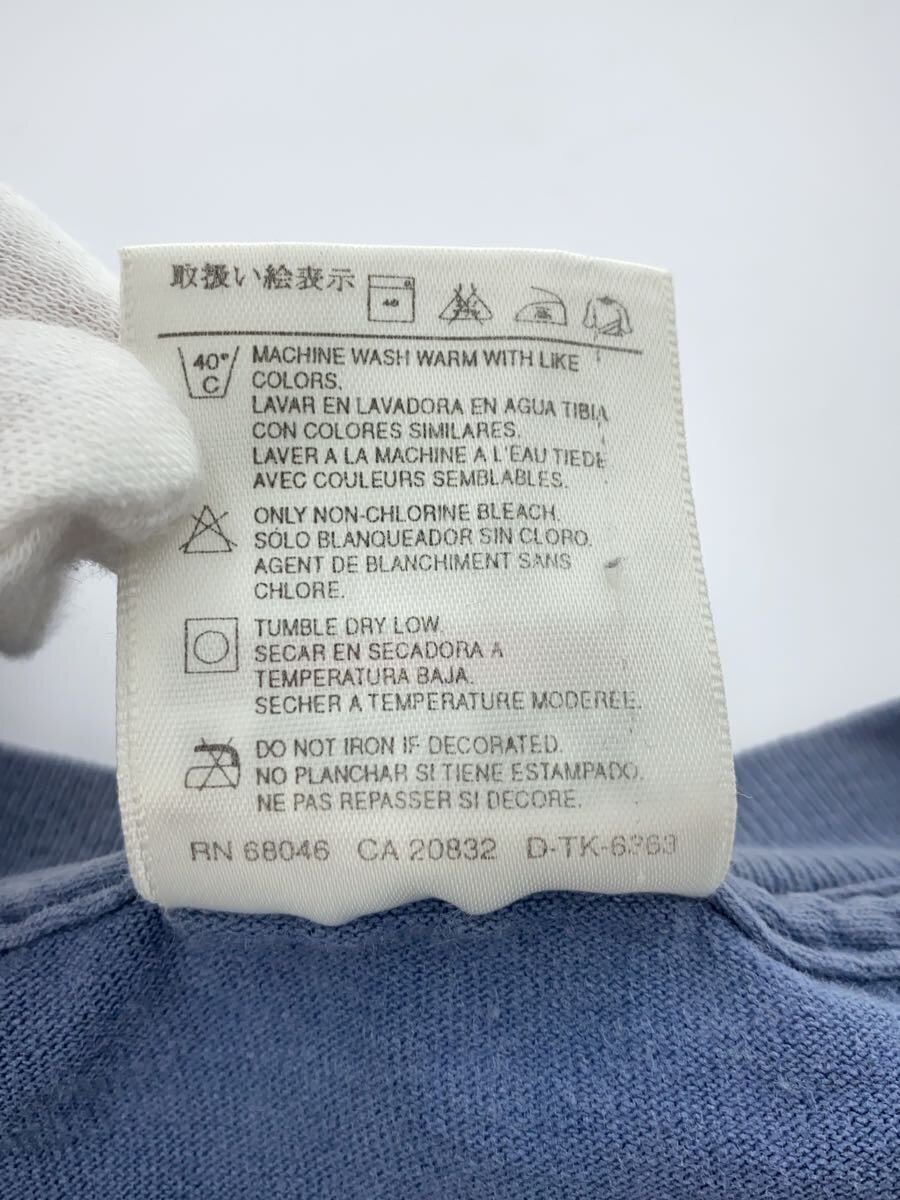 取扱い絵表示
40
40°
C
MACHINE WASH WARM WITH LIKE
COLORS.
LAVAR EN LAVADORA EN AGUA TIBIA
CON COLORES SIMILARES.
LAVER A LA MACHINE A L'EAU TIEDE
AVEC COULEURS SEMBLABLES.
ONLY NON-CHLORINE BLEACH.
SÓLO BLANQUEADOR SIN CLORO.
AGENT DE BLANCHIMENT SANS
CHLORE.
TUMBLE DRY LOW.
SECAR EN SECADORA A
TEMPERATURA BAJA.
SECHER A TEMPERATURE MODEREE.
DO NOT IRON IF DECORATED.
NO PLANCHAR SI TIENE ESTAMPADO.
NE PAS REPASSER SI DECORE.
RN 68046 CA 20832 D-TK-6363